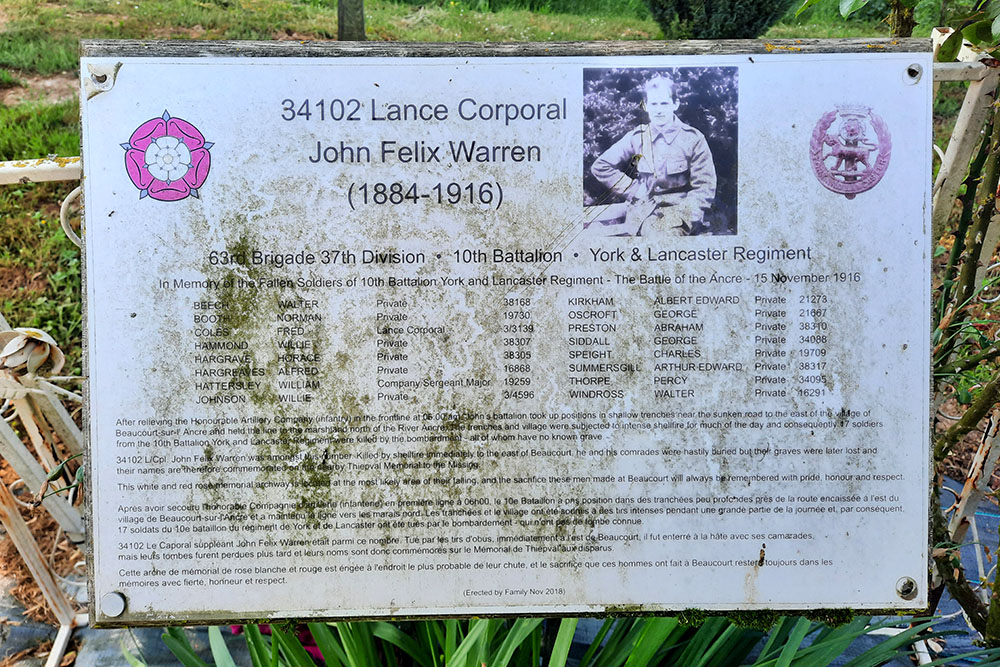 34102 Lance Corporal
John Felix Warren
(1884-1916)
63rd Brigade 37th Division • 10th Battalion • York & Lancaster Regiment
In Memory of the Fallen Soldiers of 10th Battalion York and Lancaster Regiment - The Battle of the Ancre - 15 November 1916
BEECH WALTER Private 38168 KIRKHAM ALBERT EDWARD Private 21273
BOOTH NORMAN Private 19730 OSCROFT GEORGE Private 21667
COLES FRED Lance Corporal 3/3139 PRESTON ABRAHAM Private 38310
HAMMOND WILLIE Private 38307 SIDDALL GEORGE Private 34088
HARGRAVE HORACE Private 38305 SPEIGHT CHARLES Private 19709
HARGREAVES ALFRED Private 16868 SUMMERSGILL ARTHUR EDWARD Private 38317
HATTERSLEY WILLIAM Company Sergeant Major 19259 THORPE PERCY Private 34095
JOHNSON WILLIE Private 3/4596 WINDROSS WALTER Private 16291
After relieving the Honourable Artillery Company (infantry) in the frontline at 06.00 am, John's battalion took up positions in shallow trenches near the sunken road to the east of the village of
Beaucourt-sur-l' Ancre and held the line to the marshland north of the River Ancre. The trenches and village were subjected to intense shellfire for much of the day and consequently 17 soldiers
from the 10th Battalion York and Lancaster Regiment were killed by the bombardment - all of whom have no known grave
34102 L/Cpl. John Felix Warren was amongst this number. Killed by shellfire immediately to the east of Beaucourt, he and his comrades were hastily buried but their graves were later lost and
their names are therefore commemorated on the nearby Thiepval Memorial to the Missing.
This white and red rose memorial archway is located at the most likely area of their falling, and the sacrifice these men made at Beaucourt will always be remembered with pride, honour and respect.
Après avoir secouru l'honorable Compagnie d'artillerie (infanterie) en première ligne à 06h00, le 10e Bataillon a pris position dans des tranchées peu profondes près de la route encaissée à l'est du
village de Beaucourt-sur-l'Ancre et a maintenu la ligne vers les marais nord. Les tranchées et le village ont été soumis à des tirs intenses pendant une grande partie de la journée et, par conséquent,
17 soldats du 10e bataillon du régiment de York et de Lancaster ont été tués par le bombardement - qui n'ont pas de tombe connue.
34102 Le Caporal suppléant John Felix Warren était parmi ce nombre. Tué par les tirs d'obus, immédiatement à l'est de Beaucourt, il fut enterré à la hâte avec ses camarades,
mais leurs tombes furent perdues plus tard et leurs noms sont donc commémorés sur le Mémorial de Thiepval aux disparus.
Cette arche de mémorial de rose blanche et rouge est érigée à l'endroit le plus probable de leur chute, et le sacrifice que ces hommes ont fait à Beaucourt restera toujours dans les
mémoires avec fierté, honneur et respect.
(Erected by Family Nov 2018)